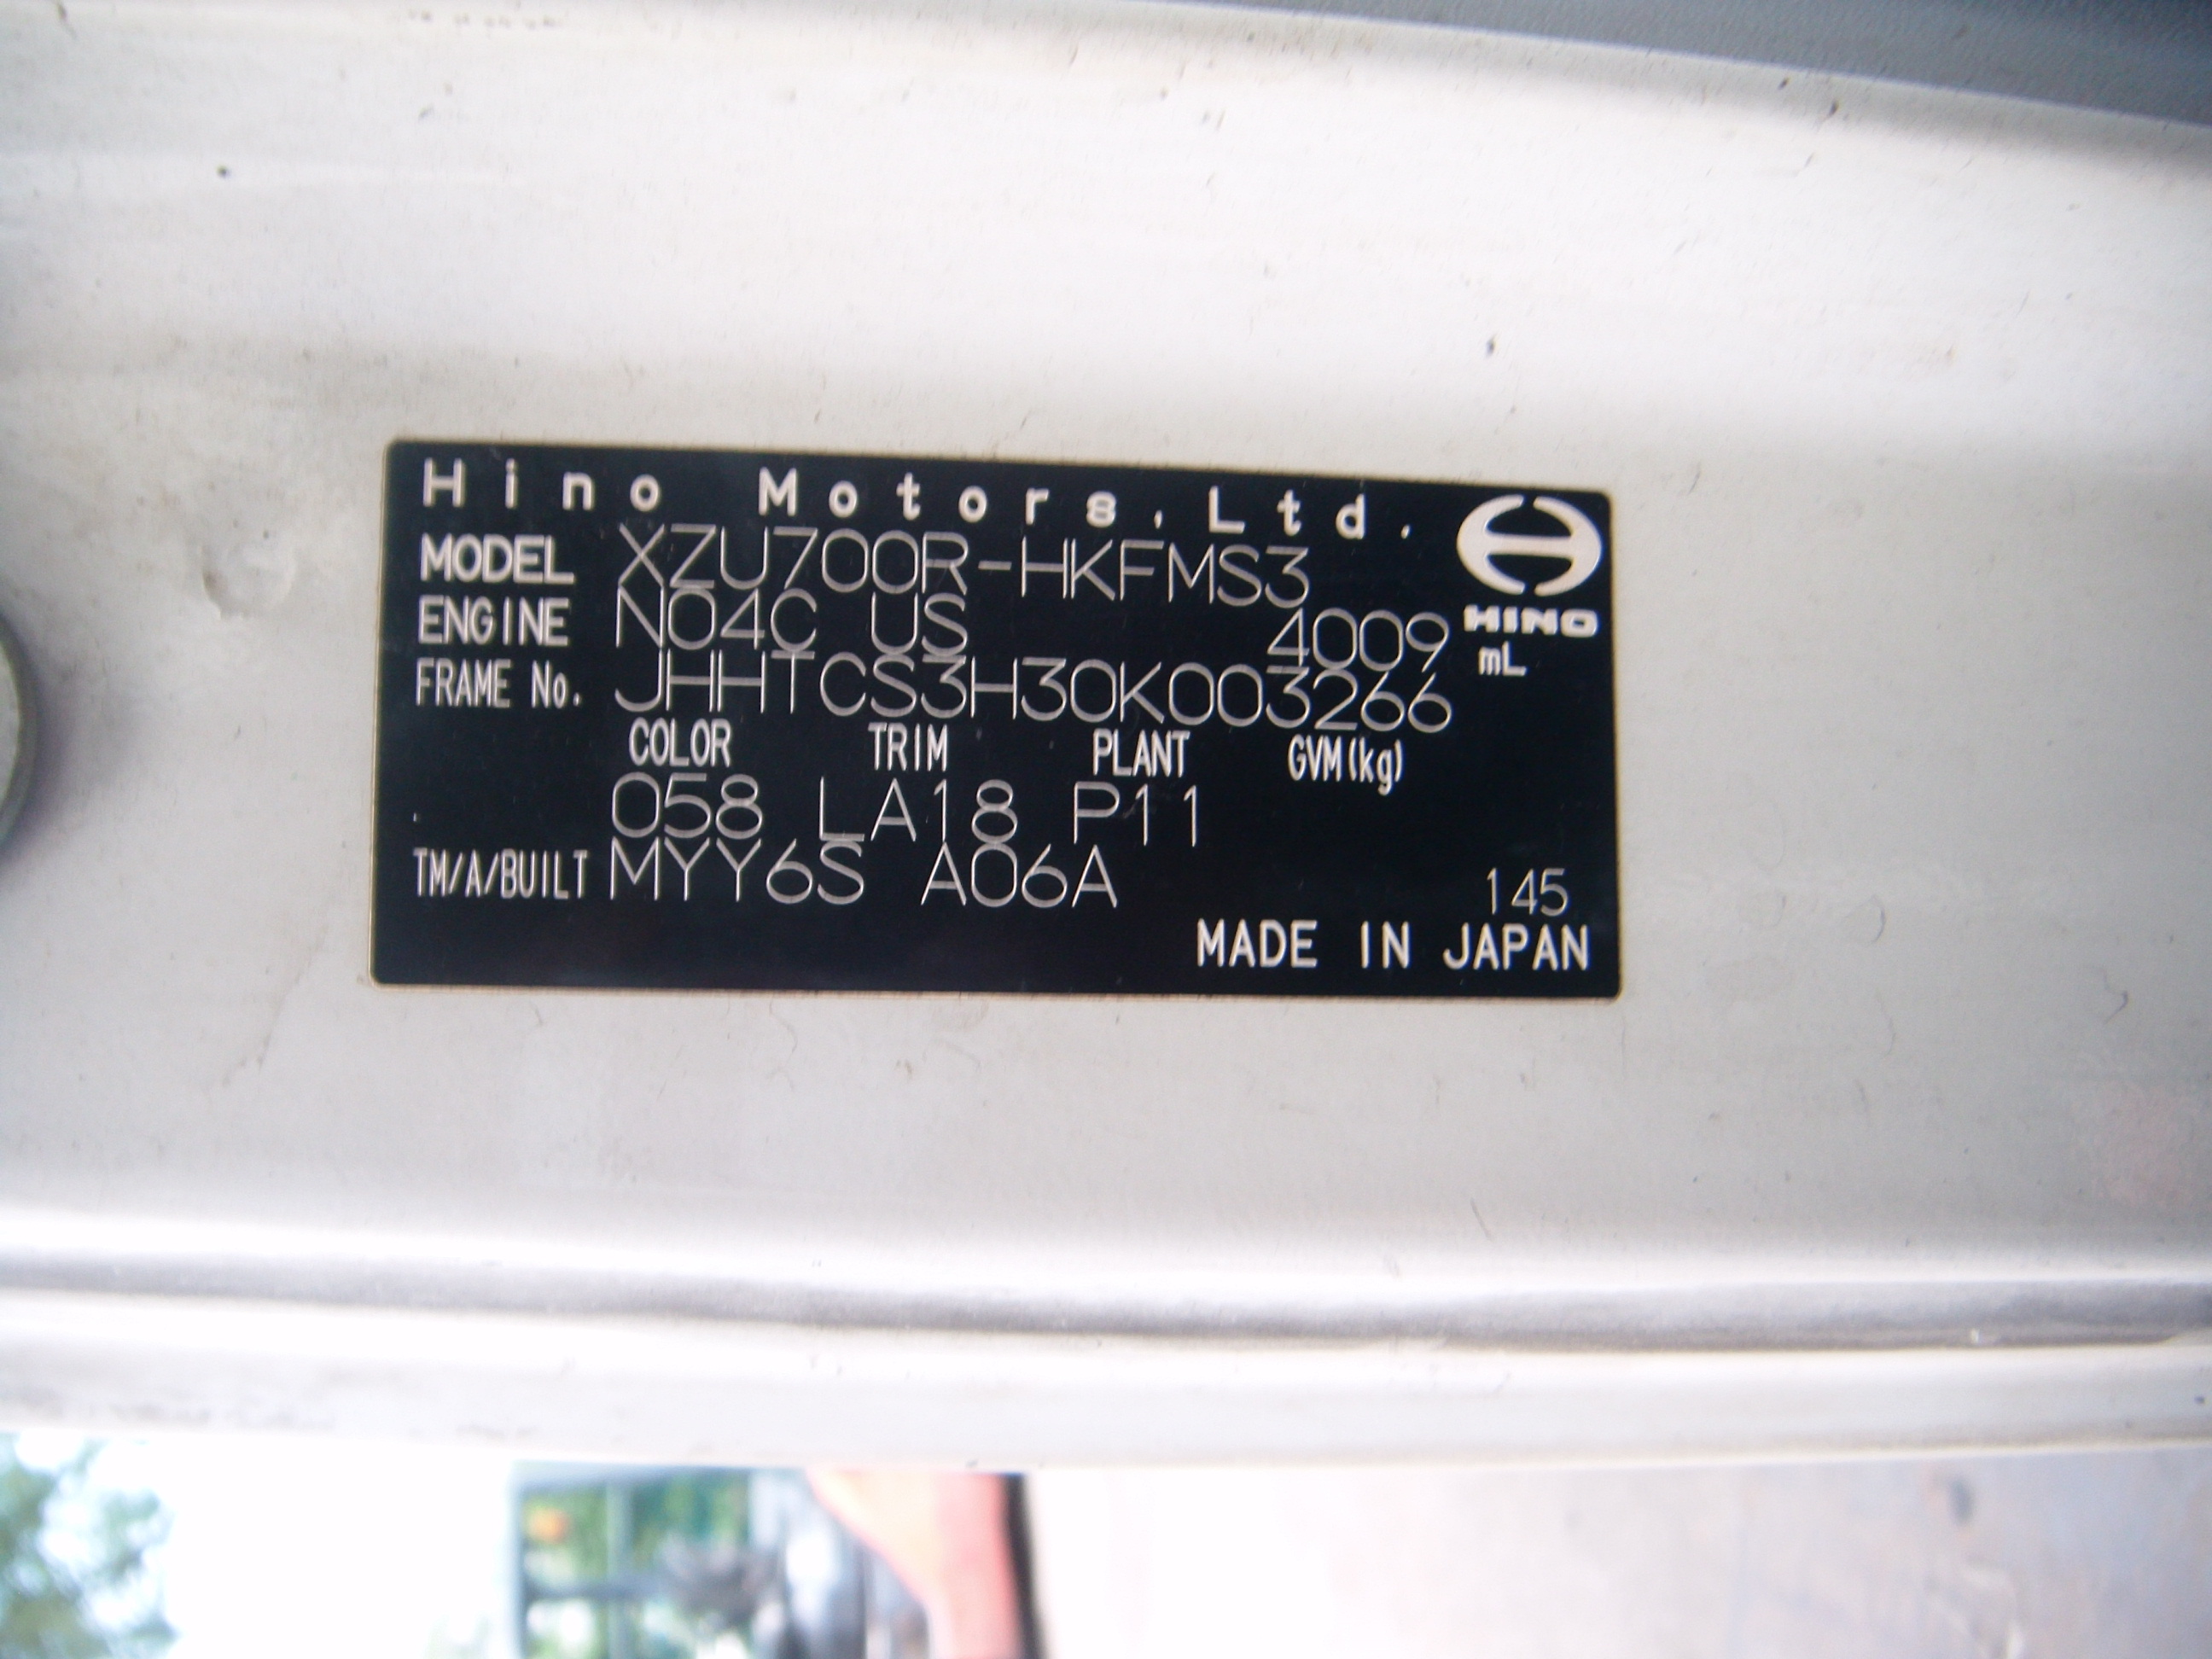 Hino Motors, Ltd.
HINO
MODEL XZU700R-HKFMS3
ENGINE N04C US 4009 mL
FRAME No. JHHTCS3H30K003266
COLOR TRIM PLANT GVM(kg)
058 LA18 P11
TM/A/BUILT MYY6S A06A 145
MADE IN JAPAN